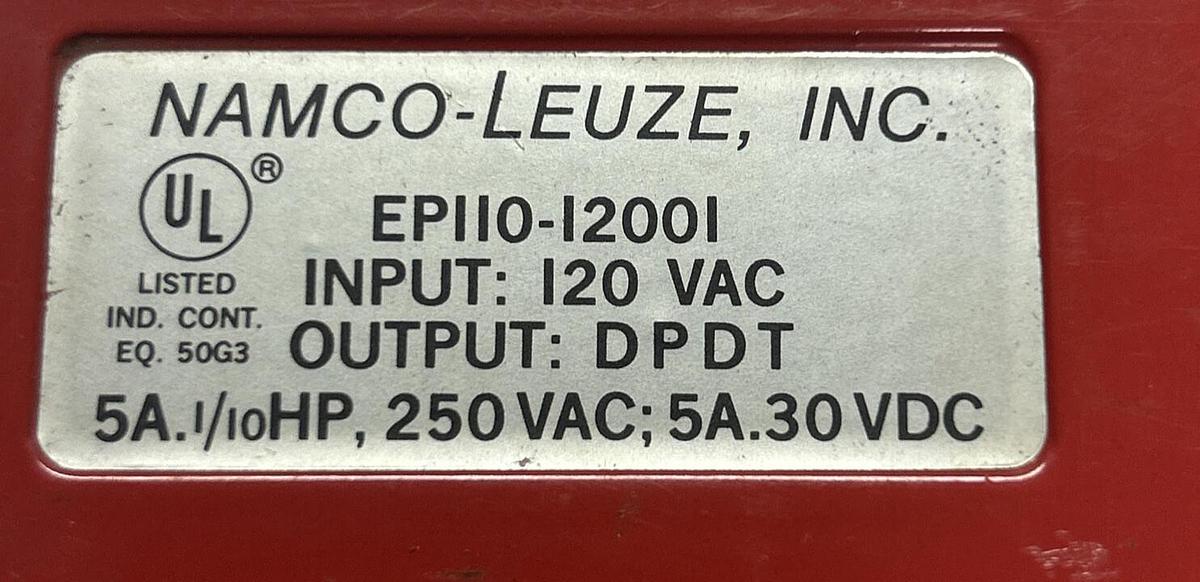 NAMCO-LEUZE, INC.
UL ®
EP110-12001
LISTED
INPUT: 120 VAC
IND. CONT.
EQ. 50G3
OUTPUT: DPDT
5A.1/10HP, 250 VAC; 5A.30 VDC